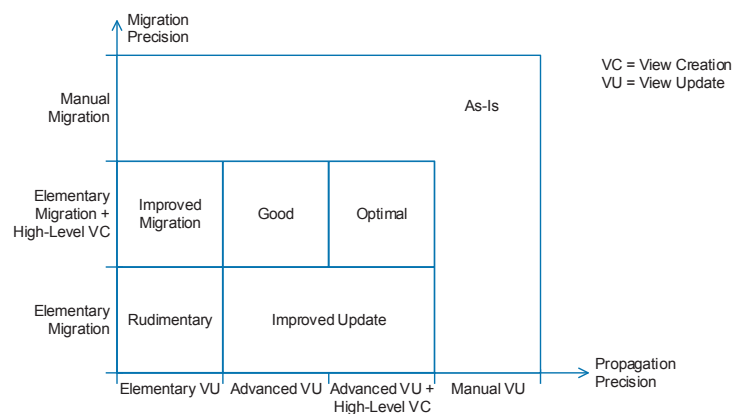 Migration
Precision
VC = View Creation
VU = View Update
Manual
Migration
As-Is
Elementary
Migration +
High-Level VC
Improved
Migration
Good
Optimal
Elementary
Migration
Rudimentary
Improved Update
Propagation
Precision
Elementary VU
Advanced VU
Advanced VU +
High-Level VC
Manual VU